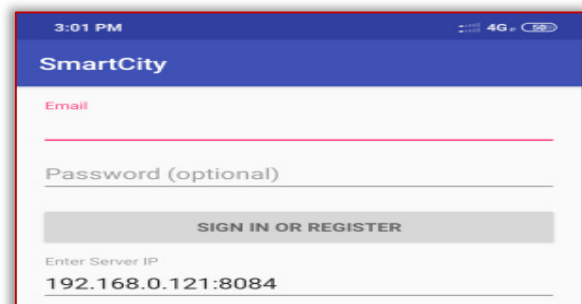 3:01 PM 4G 50
SmartCity
Email
Password (optional)
SIGN IN OR REGISTER
Enter Server IP
192.168.0.121:8084